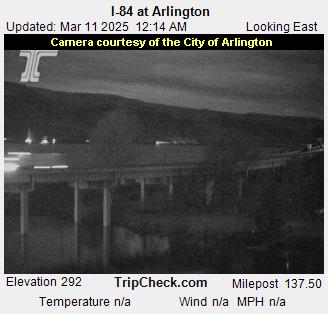 I-84 at Arlington
Updated: Mar 11 2025 12:14 AM Looking East
Camera courtesy of the City of Arlington
Elevation 292 TripCheck.com Milepost 137.50
Temperature n/a Wind n/a MPH n/a